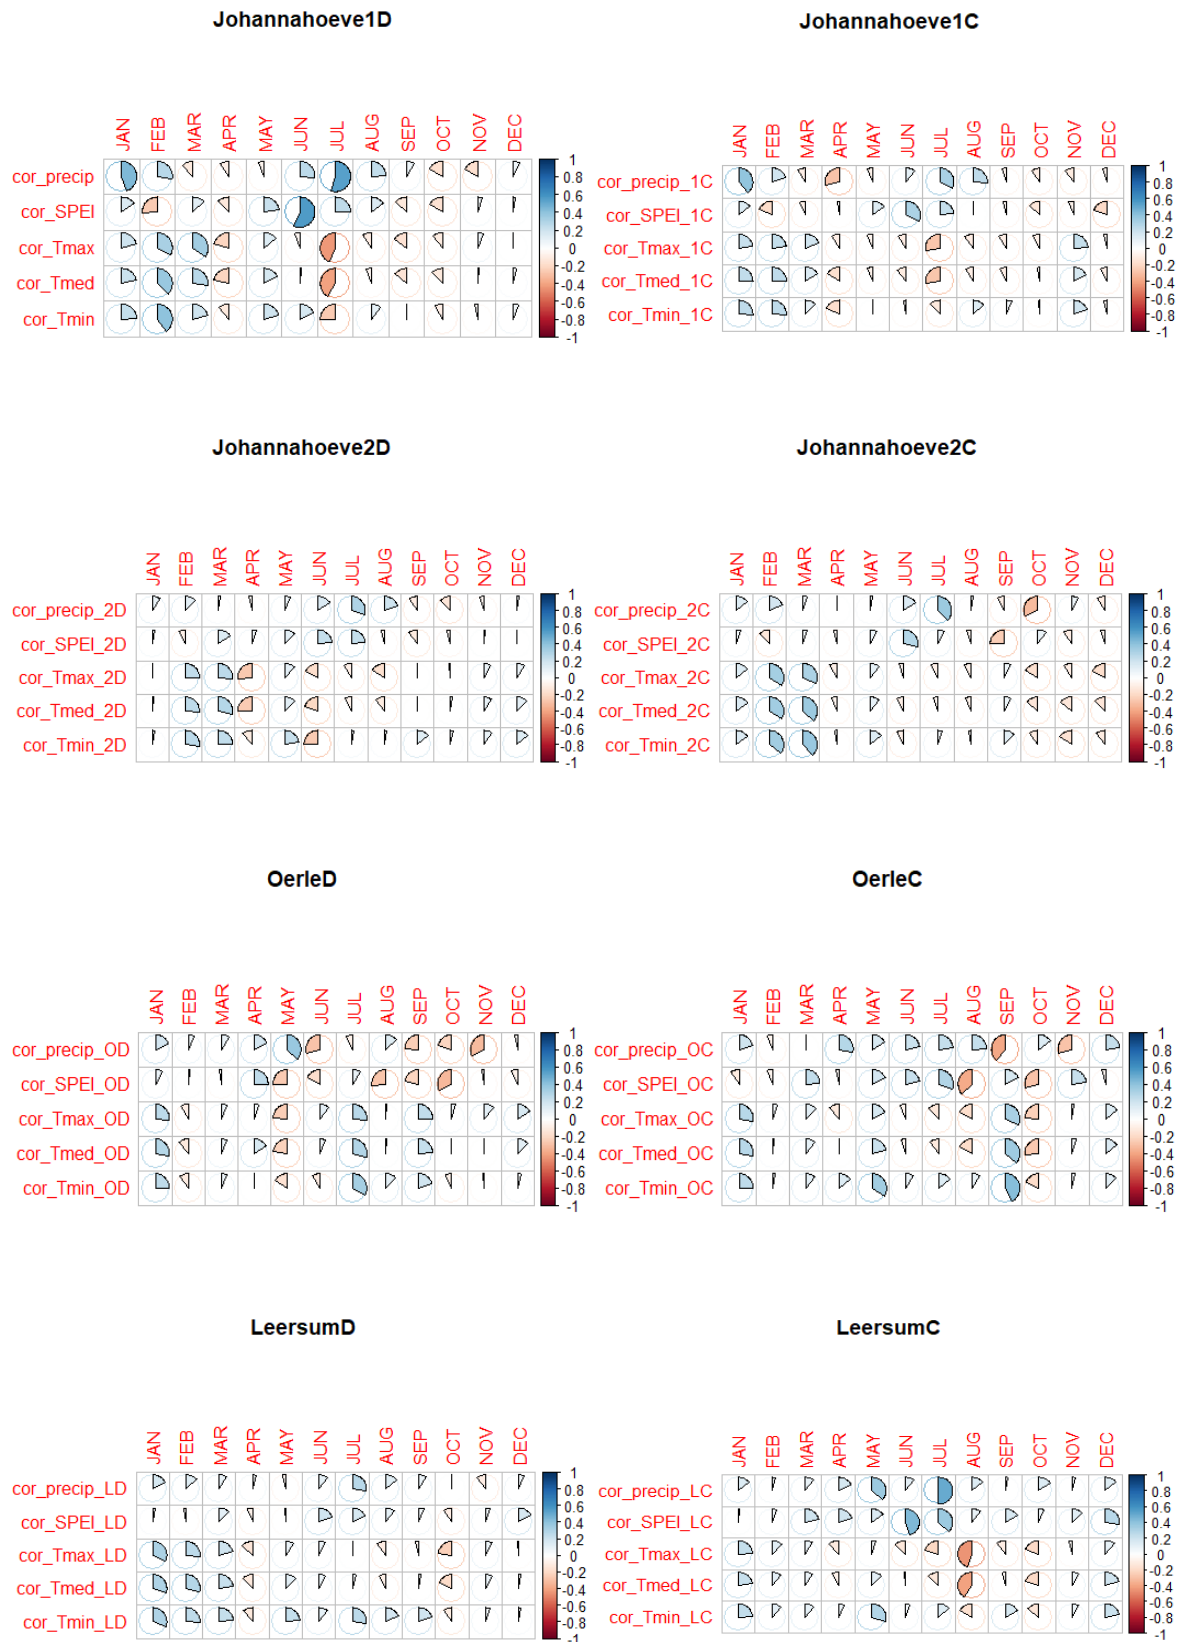 Johannahoeve1D
JAN FEB MAR APR MAY JUN JUL AUG SEP OCT NOV DEC
cor_precip
cor_SPEI
cor_Tmax
cor_Tmed
cor_Tmin
1
0.8
0.6
0.4
0.2
0
-0.2
-0.4
-0.6
-0.8
-1
Johannahoeve1C
JAN FEB MAR APR MAY JUN JUL AUG SEP OCT NOV DEC
cor_precip_1C
cor_SPEI_1C
cor_Tmax_1C
cor_Tmed_1C
cor_Tmin_1C
1
0.8
0.6
0.4
0.2
0
-0.2
-0.4
-0.6
-0.8
-1
Johannahoeve2D
JAN FEB MAR APR MAY JUN JUL AUG SEP OCT NOV DEC
cor_precip_2D
cor_SPEI_2D
cor_Tmax_2D
cor_Tmed_2D
cor_Tmin_2D
1
0.8
0.6
0.4
0.2
0
-0.2
-0.4
-0.6
-0.8
-1
Johannahoeve2C
JAN FEB MAR APR MAY JUN JUL AUG SEP OCT NOV DEC
cor_precip_2C
cor_SPEI_2C
cor_Tmax_2C
cor_Tmed_2C
cor_Tmin_2C
1
0.8
0.6
0.4
0.2
0
-0.2
-0.4
-0.6
-0.8
-1
OerleD
JAN FEB MAR APR MAY JUN JUL AUG SEP OCT NOV DEC
cor_precip_OD
cor_SPEI_OD
cor_Tmax_OD
cor_Tmed_OD
cor_Tmin_OD
1
0.8
0.6
0.4
0.2
0
-0.2
-0.4
-0.6
-0.8
-1
OerleC
JAN FEB MAR APR MAY JUN JUL AUG SEP OCT NOV DEC
cor_precip_OC
cor_SPEI_OC
cor_Tmax_OC
cor_Tmed_OC
cor_Tmin_OC
1
0.8
0.6
0.4
0.2
0
-0.2
-0.4
-0.6
-0.8
-1
LeersumD
JAN FEB MAR APR MAY JUN JUL AUG SEP OCT NOV DEC
cor_precip_LD
cor_SPEI_LD
cor_Tmax_LD
cor_Tmed_LD
cor_Tmin_LD
1
0.8
0.6
0.4
0.2
0
-0.2
-0.4
-0.6
-0.8
-1
LeersumC
JAN FEB MAR APR MAY JUN JUL AUG SEP OCT NOV DEC
cor_precip_LC
cor_SPEI_LC
cor_Tmax_LC
cor_Tmed_LC
cor_Tmin_LC
1
0.8
0.6
0.4
0.2
0
-0.2
-0.4
-0.6
-0.8
-1